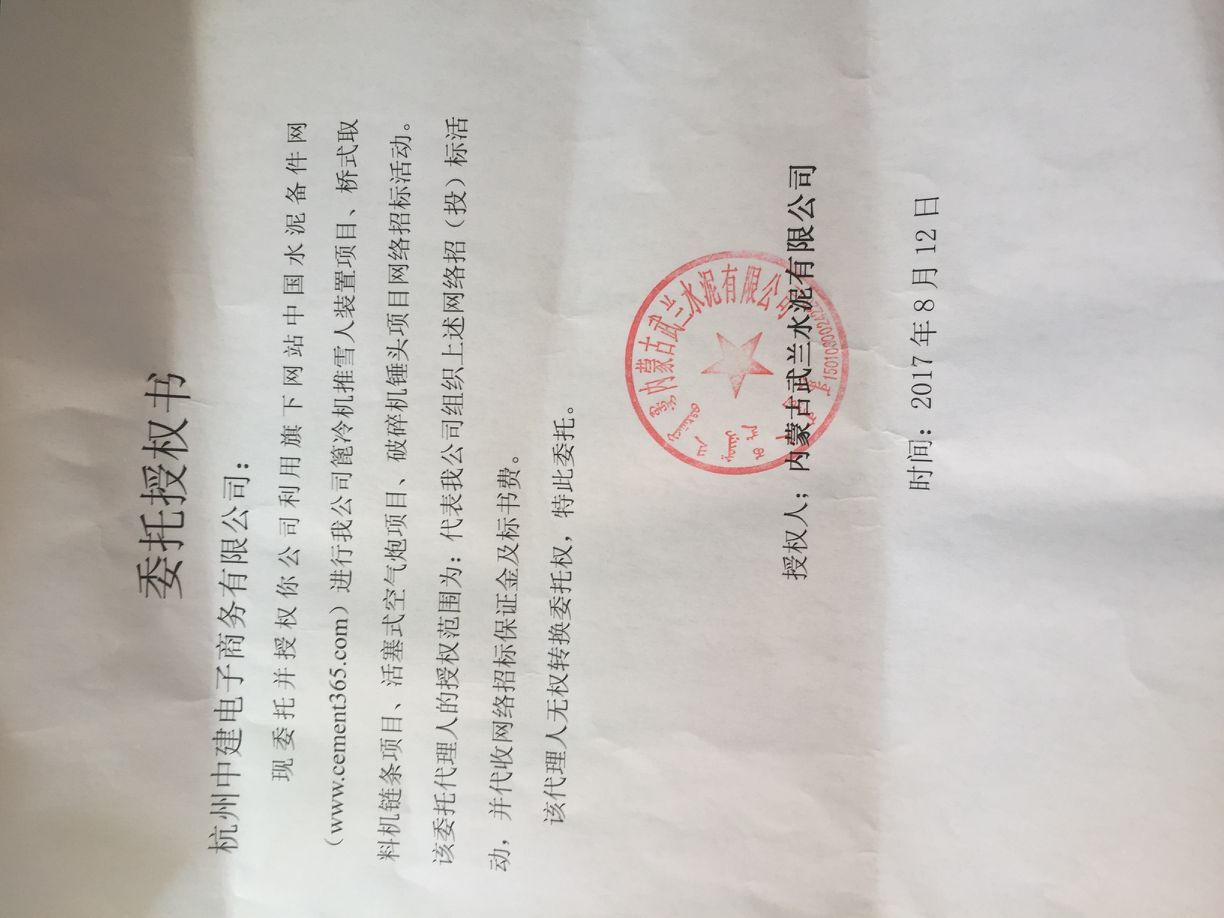 委托授权书
杭州中建电子商务有限公司：
现委托并授权你公司利用旗下网站中国水泥备件网
（www.cement365.com）进行我公司篦冷机推雪人装置项目、桥式取
料机链条项目、活塞式空气炮项目、破碎机锤头项目网络招标活动。
该委托代理人的授权范围为：代表我公司组织上述网络招（投）标活
动，并代收网络招标保证金及标书费。
该代理人无权转换委托权，特此委托。
内蒙古武兰水泥有限公司
授权人；内蒙古武兰水泥有限公司
时间：2017年8月12日